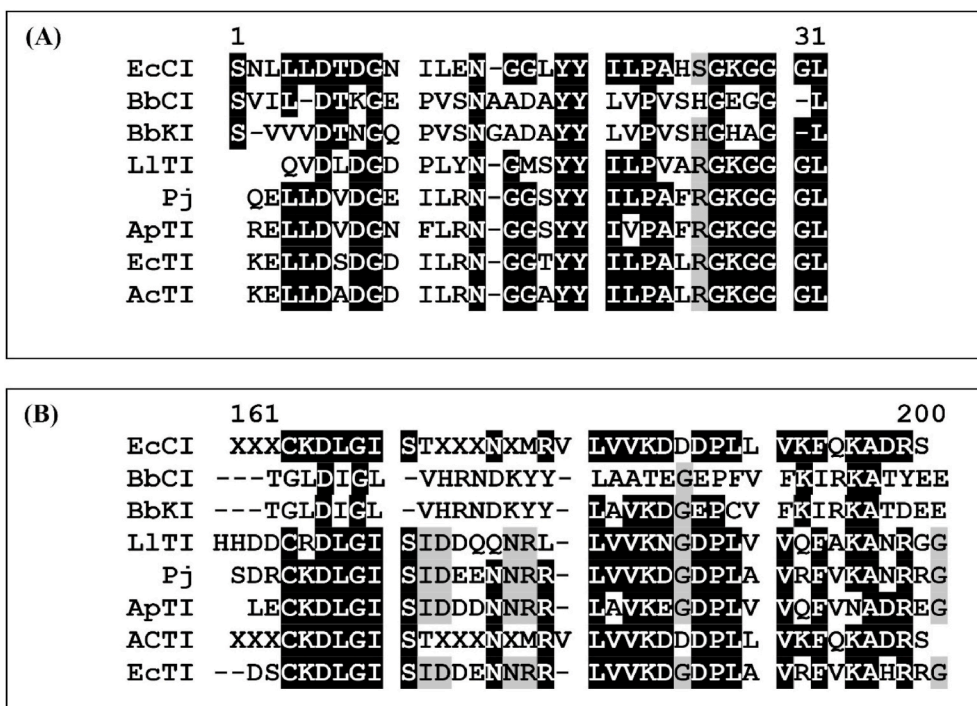 (A) 1 31
EcCI SNLLLDTDGN ILEN-GGLYY ILPAHSGKGG GL
BbCI SVIL-DTKGE PVSNAADAYY LVPVSHGEGG -L
BbKI S-VVVDTNGQ PVSNGADAYY LVPVSHGHAG -L
LlTI QVDLDGD PLYN-GMSYY ILPVARGKGG GL
Pj QELLDVDGE ILRN-GGSYY ILPAFRGKGG GL
ApTI RELLDVDGN FLRN-GGSYY IVPAFRGKGG GL
EcTI KELLDSDGD ILRN-GGTYY ILPALRGKGG GL
AcTI KELLDADGD ILRN-GGAYY ILPALRGKGG GL
(B) 161 200
EcCI XXXCKDLGI STXXXNXMRV LVVKDDDPLL VKFQKADRS
BbCI ---TGLDIGL -VHRNDKYY LAATEGEPFV FKIRKATYEE
BbKI ---TGLDIGL -VHRNDKYY LAVKDGEPCV FKIRKATDEE
LlTI HHDDCRDLGI SIDDQQNRL- LVVKNGDPLV VQFAKANRGG
Pj SDRCKDLGI SIDEENNRR- LVVKDGDPLA VRFVKANRRG
ApTI LECKDLGI SIDDDNNRR- LAVKEGDPLV VQFVNADREG
ACTI XXXCKDLGI STXXXNXMRV LVVKDDDPLL VKFQKADRS
EcTI --DSCKDLGI SIDDENNRR- LVVKDGDPLA VRFVKAHRRG